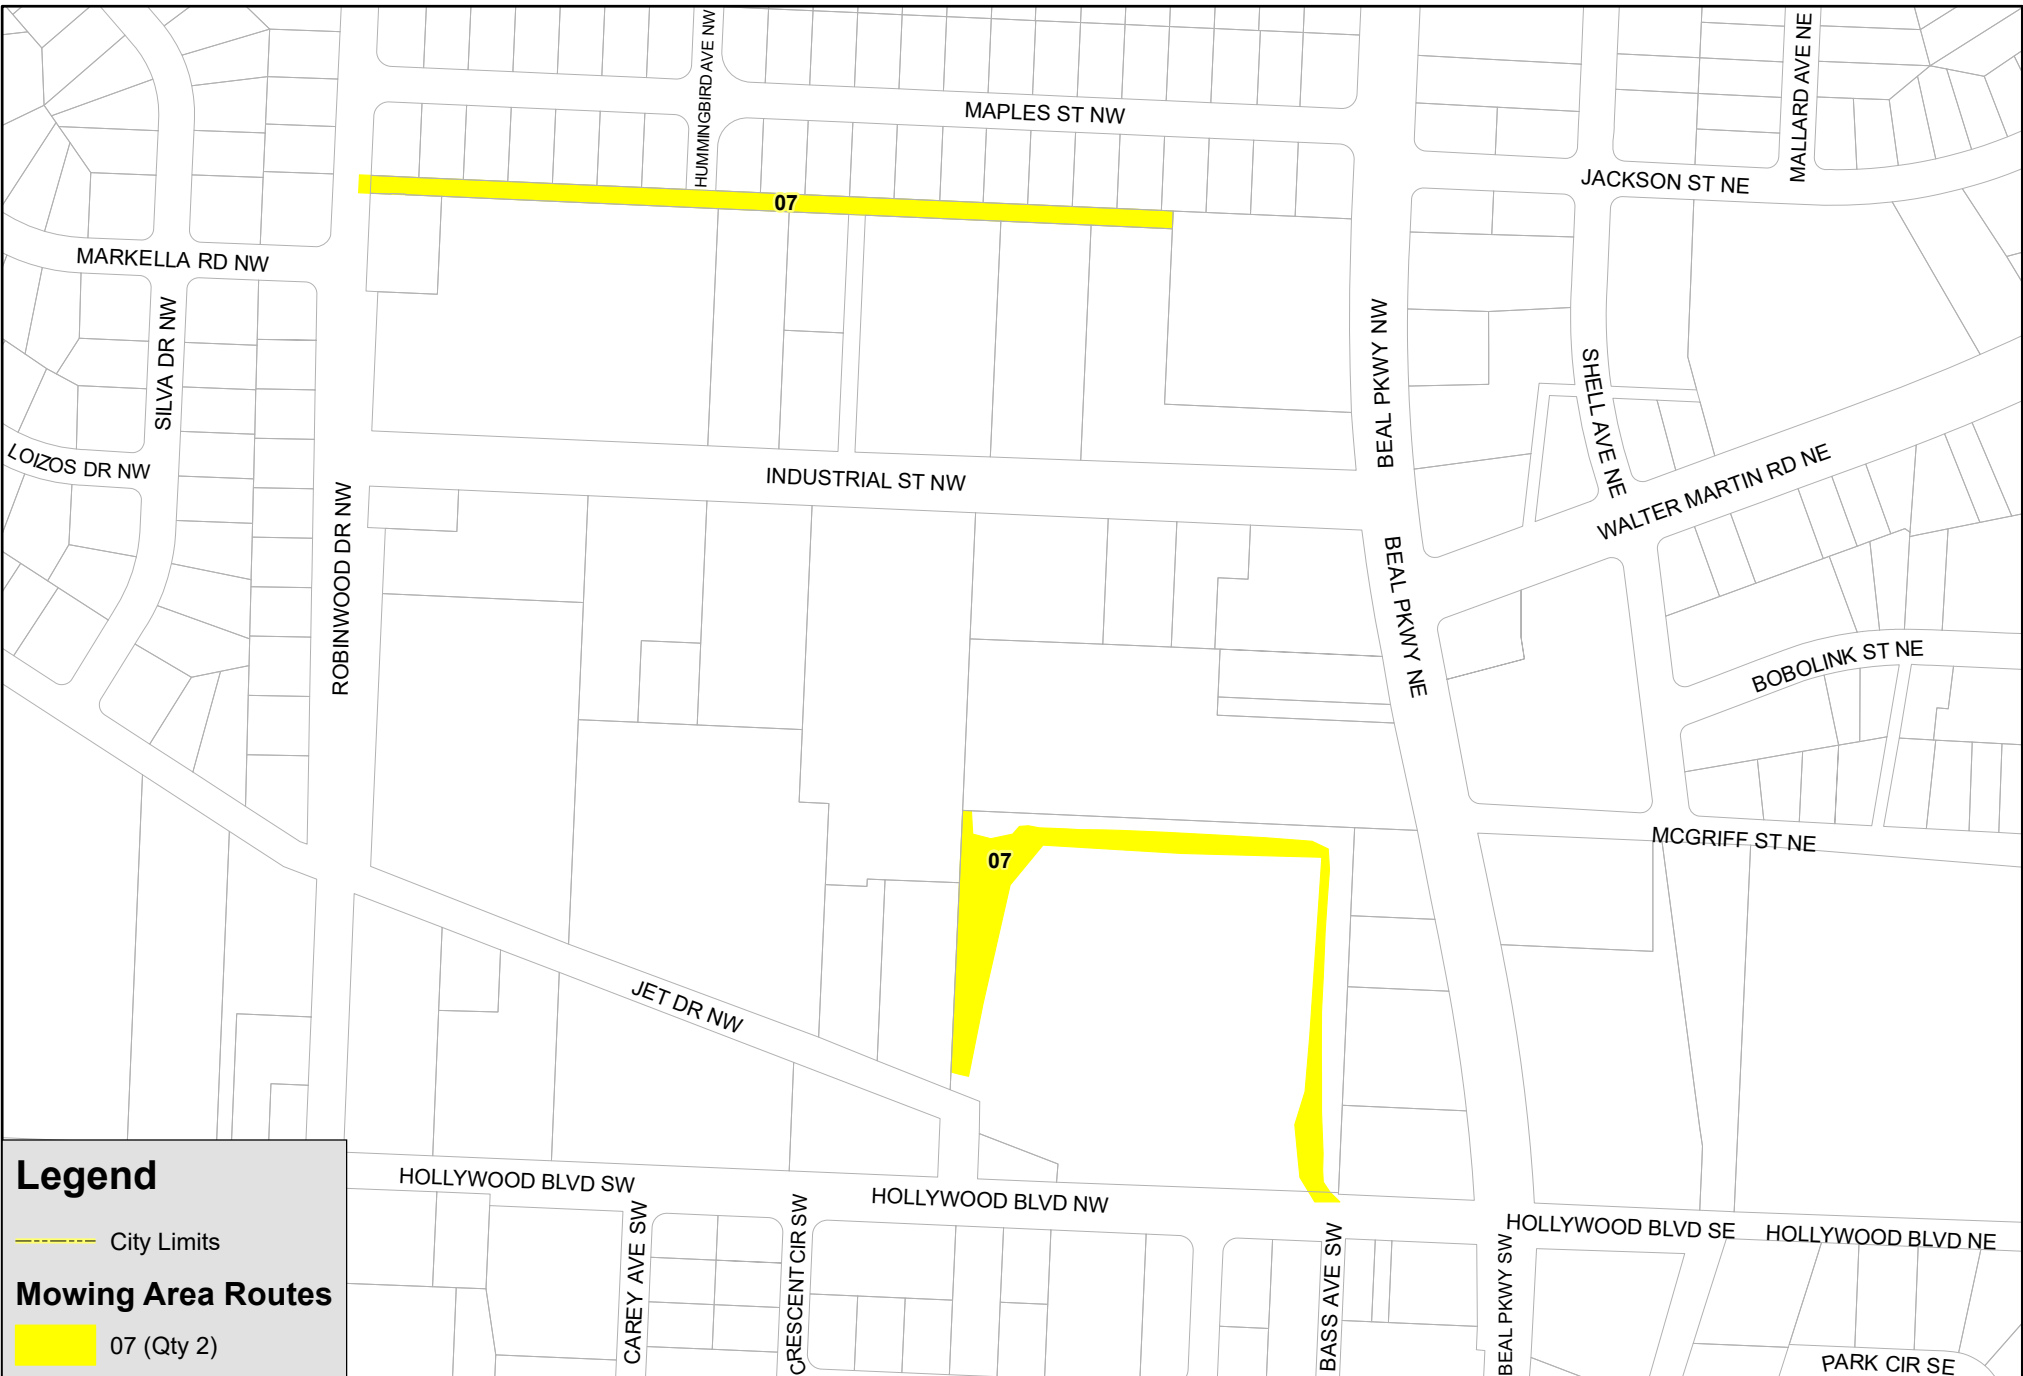 HUMMINGBIRD AVE NW
MALLARD AVE NE
MAPLES ST NW
JACKSON ST NE
07
MARKELLA RD NW
SILVA DR NW
BEAL PKWY NW
SHELL AVE NE
LOIZOS DR NW
INDUSTRIAL ST NW
WALTER MARTIN RD NE
ROBINWOOD DR NW
BEAL PKWY NE
BOBOLINK ST NE
MCGRIFF ST NE
07
JET DR NW
HOLLYWOOD BLVD SW
HOLLYWOOD BLVD NW
HOLLYWOOD BLVD SE
HOLLYWOOD BLVD NE
CAREY AVE SW
CRESCENT CIR SW
BASS AVE SW
BEAL PKWY SW
PARK CIR SE
Legend
City Limits
Mowing Area Routes
07 (Qty 2)